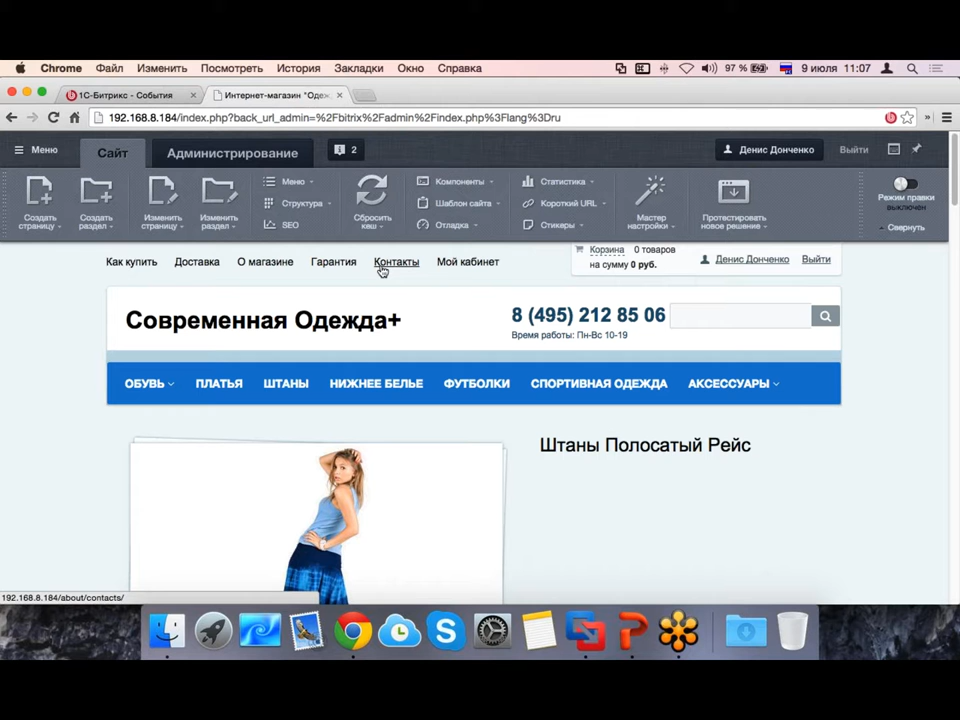 Chrome Файл Изменить Посмотреть История Закладки Окно Справка 97 % 9 июля 11:07
1С-Битрикс - События × Интернет-магазин "Одеж ×
192.168.8.184/index.php?back_url_admin=%2Fbitrix%2Fadmin%2Findex.php%3Flang%3Dru »
Меню Сайт Администрирование 2 Денис Донченко Выйти
Создать страницу
Создать раздел
Изменить страницу
Изменить раздел
Меню
Структура
SEO
Сбросить кеш
Компоненты
Шаблон сайта
Отладка
Статистика
Короткий URL
Стикеры
Мастер настройки
Протестировать новое решение
Режим правки
выключен
Свернуть
Как купить Доставка О магазине Гарантия Контакты Мой кабинет
Корзина 0 товаров
на сумму 0 руб.
Денис Донченко Выйти
Современная Одежда+
8 (495) 212 85 06
Время работы: Пн-Вс 10-19
ОБУВЬ ПЛАТЬЯ ШТАНЫ НИЖНЕЕ БЕЛЬЕ ФУТБОЛКИ СПОРТИВНАЯ ОДЕЖДА АКСЕССУАРЫ
Штаны Полосатый Рейс
192.168.8.184/about/contacts/